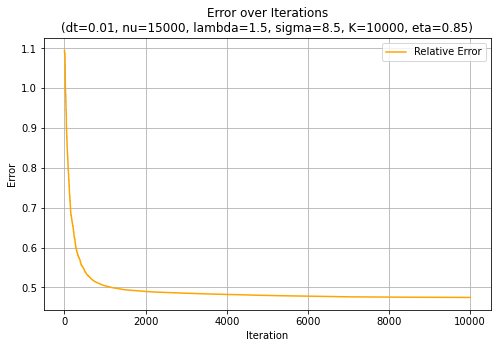 Error over Iterations
(dt=0.01, nu=15000, lambda=1.5, sigma=8.5, K=10000, eta=0.85)
Relative Error
Error
1.1
1.0
0.9
0.8
0.7
0.6
0.5
0 2000 4000 6000 8000 10000
Iteration